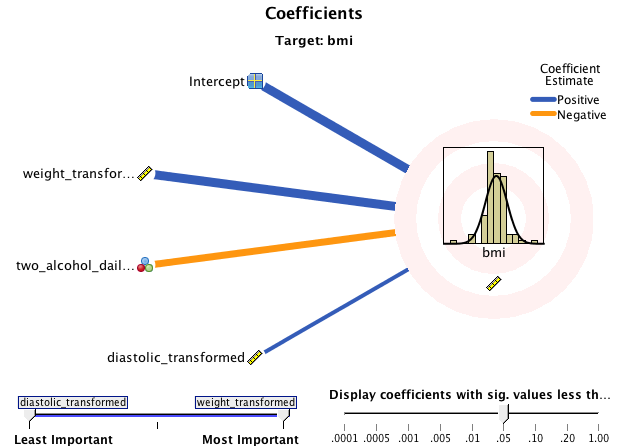 Coefficients
Target: bmi
Coefficient
Estimate
Positive
Negative
Intercept
weight_transfor...
two_alcohol_dail...
diastolic_transformed
bmi
diastolic_transformed
weight_transformed
Least Important
Most Important
Display coefficients with sig. values less th...
.0001 .0005 .001 .005 .01 .05 .10 .20 1.00